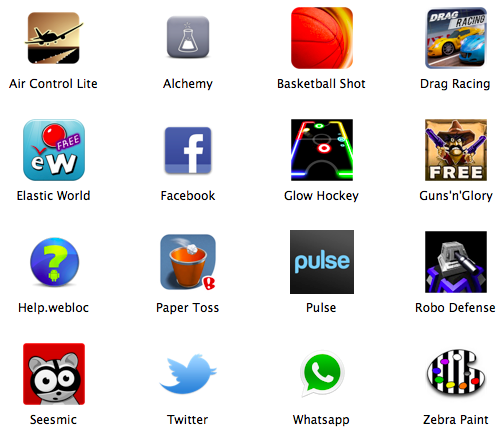 DRAG RACING
Air Control Lite
Alchemy
Basketball Shot
Drag Racing
FREE
eW
f
FREE
Elastic World
Facebook
Glow Hockey
Guns'n'Glory
?
B
pulse
Help.webloc
Paper Toss
Pulse
Robo Defense
Seesmic
Twitter
Whatsapp
Zebra Paint